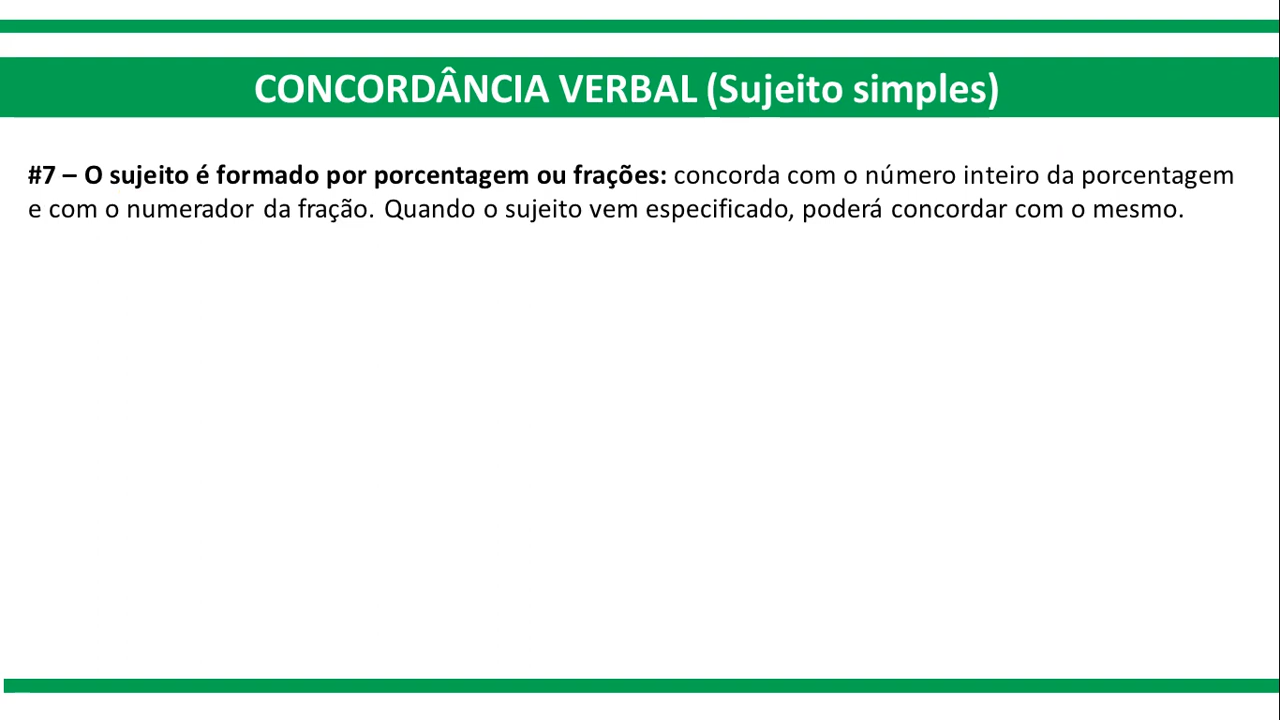 CONCORDÂNCIA VERBAL (Sujeito simples)
#7 – O sujeito é formado por porcentagem ou frações: concorda com o número inteiro da porcentagem
e com o numerador da fração. Quando o sujeito vem especificado, poderá concordar com o mesmo.